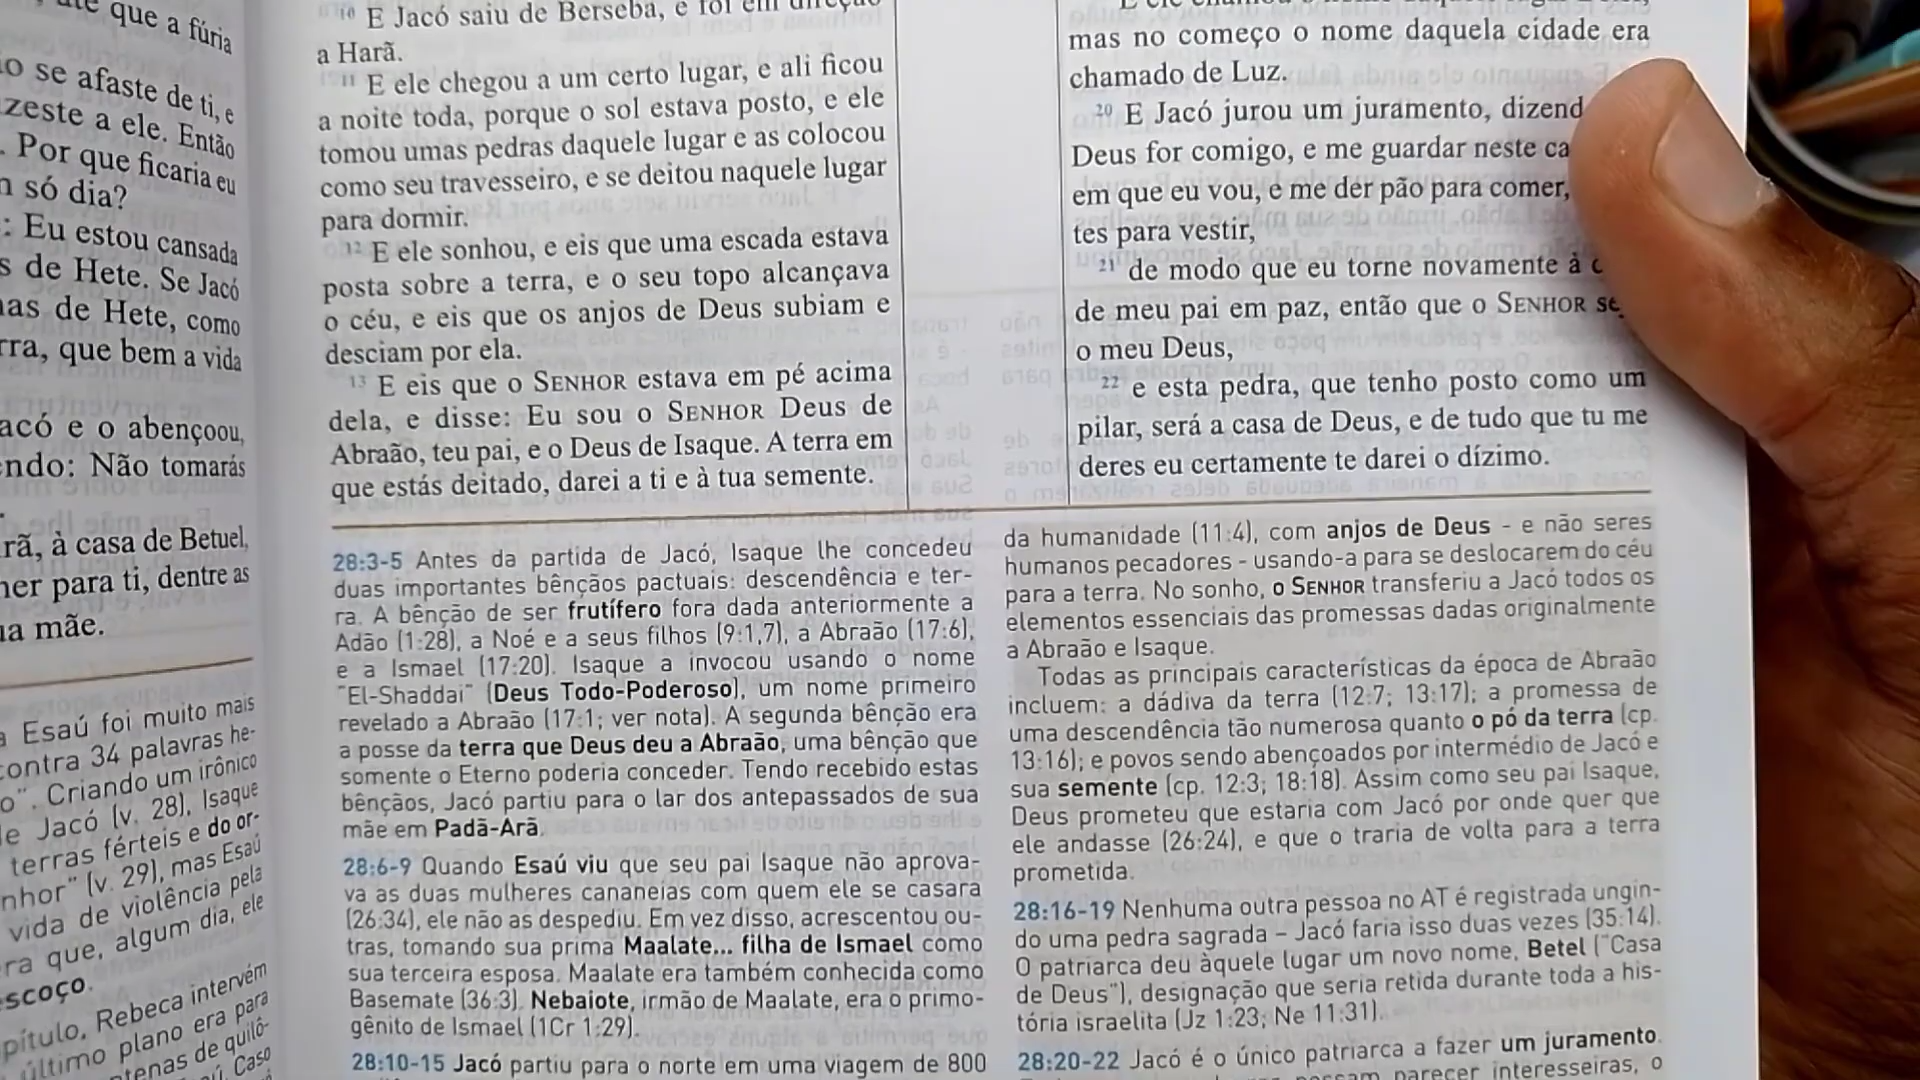 que a fúria
se afaste de ti, e
zeste a ele. Então
. Por que ficaria eu
só dia?
: Eu estou cansada
s de Hete. Se Jacó
as de Hete, como
rra, que bem a vida
acó e o abençoou,
ndo: Não tomarás
rã, à casa de Betuel,
her para ti, dentre as
a mãe.
Esaú foi muito mais
contra 34 palavras he-
o". Criando um irônico
e Jacó (v. 28), Isaque
terras férteis e do or-
nhor" (v. 29), mas Esaú
vida de violência pela
ra que, algum dia, ele
scoço.
pítulo, Rebeca intervém
último plano era para
tenas de quilô-
Caso
10 E Jacó saiu de Berseba, e foi em direção
a Harã.
11 E ele chegou a um certo lugar, e ali ficou
a noite toda, porque o sol estava posto, e ele
tomou umas pedras daquele lugar e as colocou
como seu travesseiro, e se deitou naquele lugar
para dormir.
12 E ele sonhou, e eis que uma escada estava
posta sobre a terra, e o seu topo alcançava
o céu, e eis que os anjos de Deus subiam e
desciam por ela.
13 E eis que o SENHOR estava em pé acima
dela, e disse: Eu sou o SENHOR Deus de
Abraão, teu pai, e o Deus de Isaque. A terra em
que estás deitado, darei a ti e à tua semente.
mas no começo o nome daquela cidade era
chamado de Luz.
20 E Jacó jurou um juramento, dizend
Deus for comigo, e me guardar neste ca
em que eu vou, e me der pão para comer,
tes para vestir,
21 de modo que eu torne novamente à c
de meu pai em paz, então que o SENHOR se
o meu Deus,
22 e esta pedra, que tenho posto como um
pilar, será a casa de Deus, e de tudo que tu me
deres eu certamente te darei o dízimo.
28:3-5 Antes da partida de Jacó, Isaque lhe concedeu
duas importantes bênçãos pactuais: descendência e ter-
ra. A bênção de ser frutífero fora dada anteriormente a
Adão (1:28), a Noé e a seus filhos (9:1,7), a Abraão (17:6),
e a Ismael (17:20). Isaque a invocou usando o nome
"El-Shaddai" (Deus Todo-Poderoso), um nome primeiro
revelado a Abraão (17:1; ver nota). A segunda bênção era
a posse da terra que Deus deu a Abraão, uma bênção que
somente o Eterno poderia conceder. Tendo recebido estas
bênçãos, Jacó partiu para o lar dos antepassados de sua
mãe em Padã-Arã.
28:6-9 Quando Esaú viu que seu pai Isaque não aprova-
va as duas mulheres cananeias com quem ele se casara
(26:34), ele não as despediu. Em vez disso, acrescentou ou-
tras, tomando sua prima Maalate... filha de Ismael como
sua terceira esposa. Maalate era também conhecida como
Basemate (36:3). Nebaiote, irmão de Maalate, era o primo-
gênito de Ismael (1Cr 1:29).
28:10-15 Jacó partiu para o norte em uma viagem de 800
da humanidade (11:4), com anjos de Deus - e não seres
humanos pecadores - usando-a para se deslocarem do céu
para a terra. No sonho, o SENHOR transferiu a Jacó todos os
elementos essenciais das promessas dadas originalmente
a Abraão e Isaque.
Todas as principais características da época de Abraão
incluem: a dádiva da terra (12:7; 13:17); a promessa de
uma descendência tão numerosa quanto o pó da terra (cp.
13:16); e povos sendo abençoados por intermédio de Jacó e
sua semente (cp. 12:3; 18:18). Assim como seu pai Isaque,
Deus prometeu que estaria com Jacó por onde quer que
ele andasse (26:24), e que o traria de volta para a terra
prometida.
28:16-19 Nenhuma outra pessoa no AT é registrada ungin-
do uma pedra sagrada – Jacó faria isso duas vezes (35:14).
O patriarca deu àquele lugar um novo nome, Betel ("Casa
de Deus"), designação que seria retida durante toda a his-
tória israelita (Jz 1:23; Ne 11:31).
28:20-22 Jacó é o único patriarca a fazer um juramento.
parecer interesseiras, o